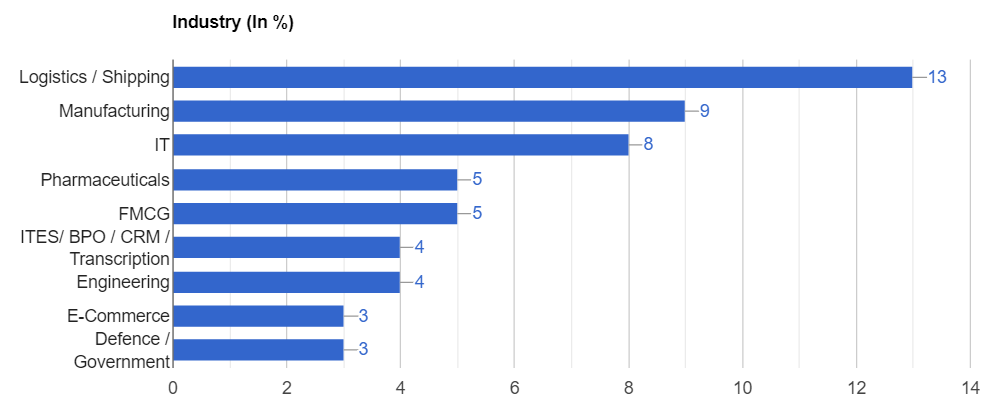 Industry (In %)
Logistics / Shipping 13
Manufacturing 9
IT 8
Pharmaceuticals 5
FMCG 5
ITES/ BPO / CRM /
Transcription 4
Engineering 4
E-Commerce 3
Defence /
Government 3
0 2 4 6 8 10 12 14